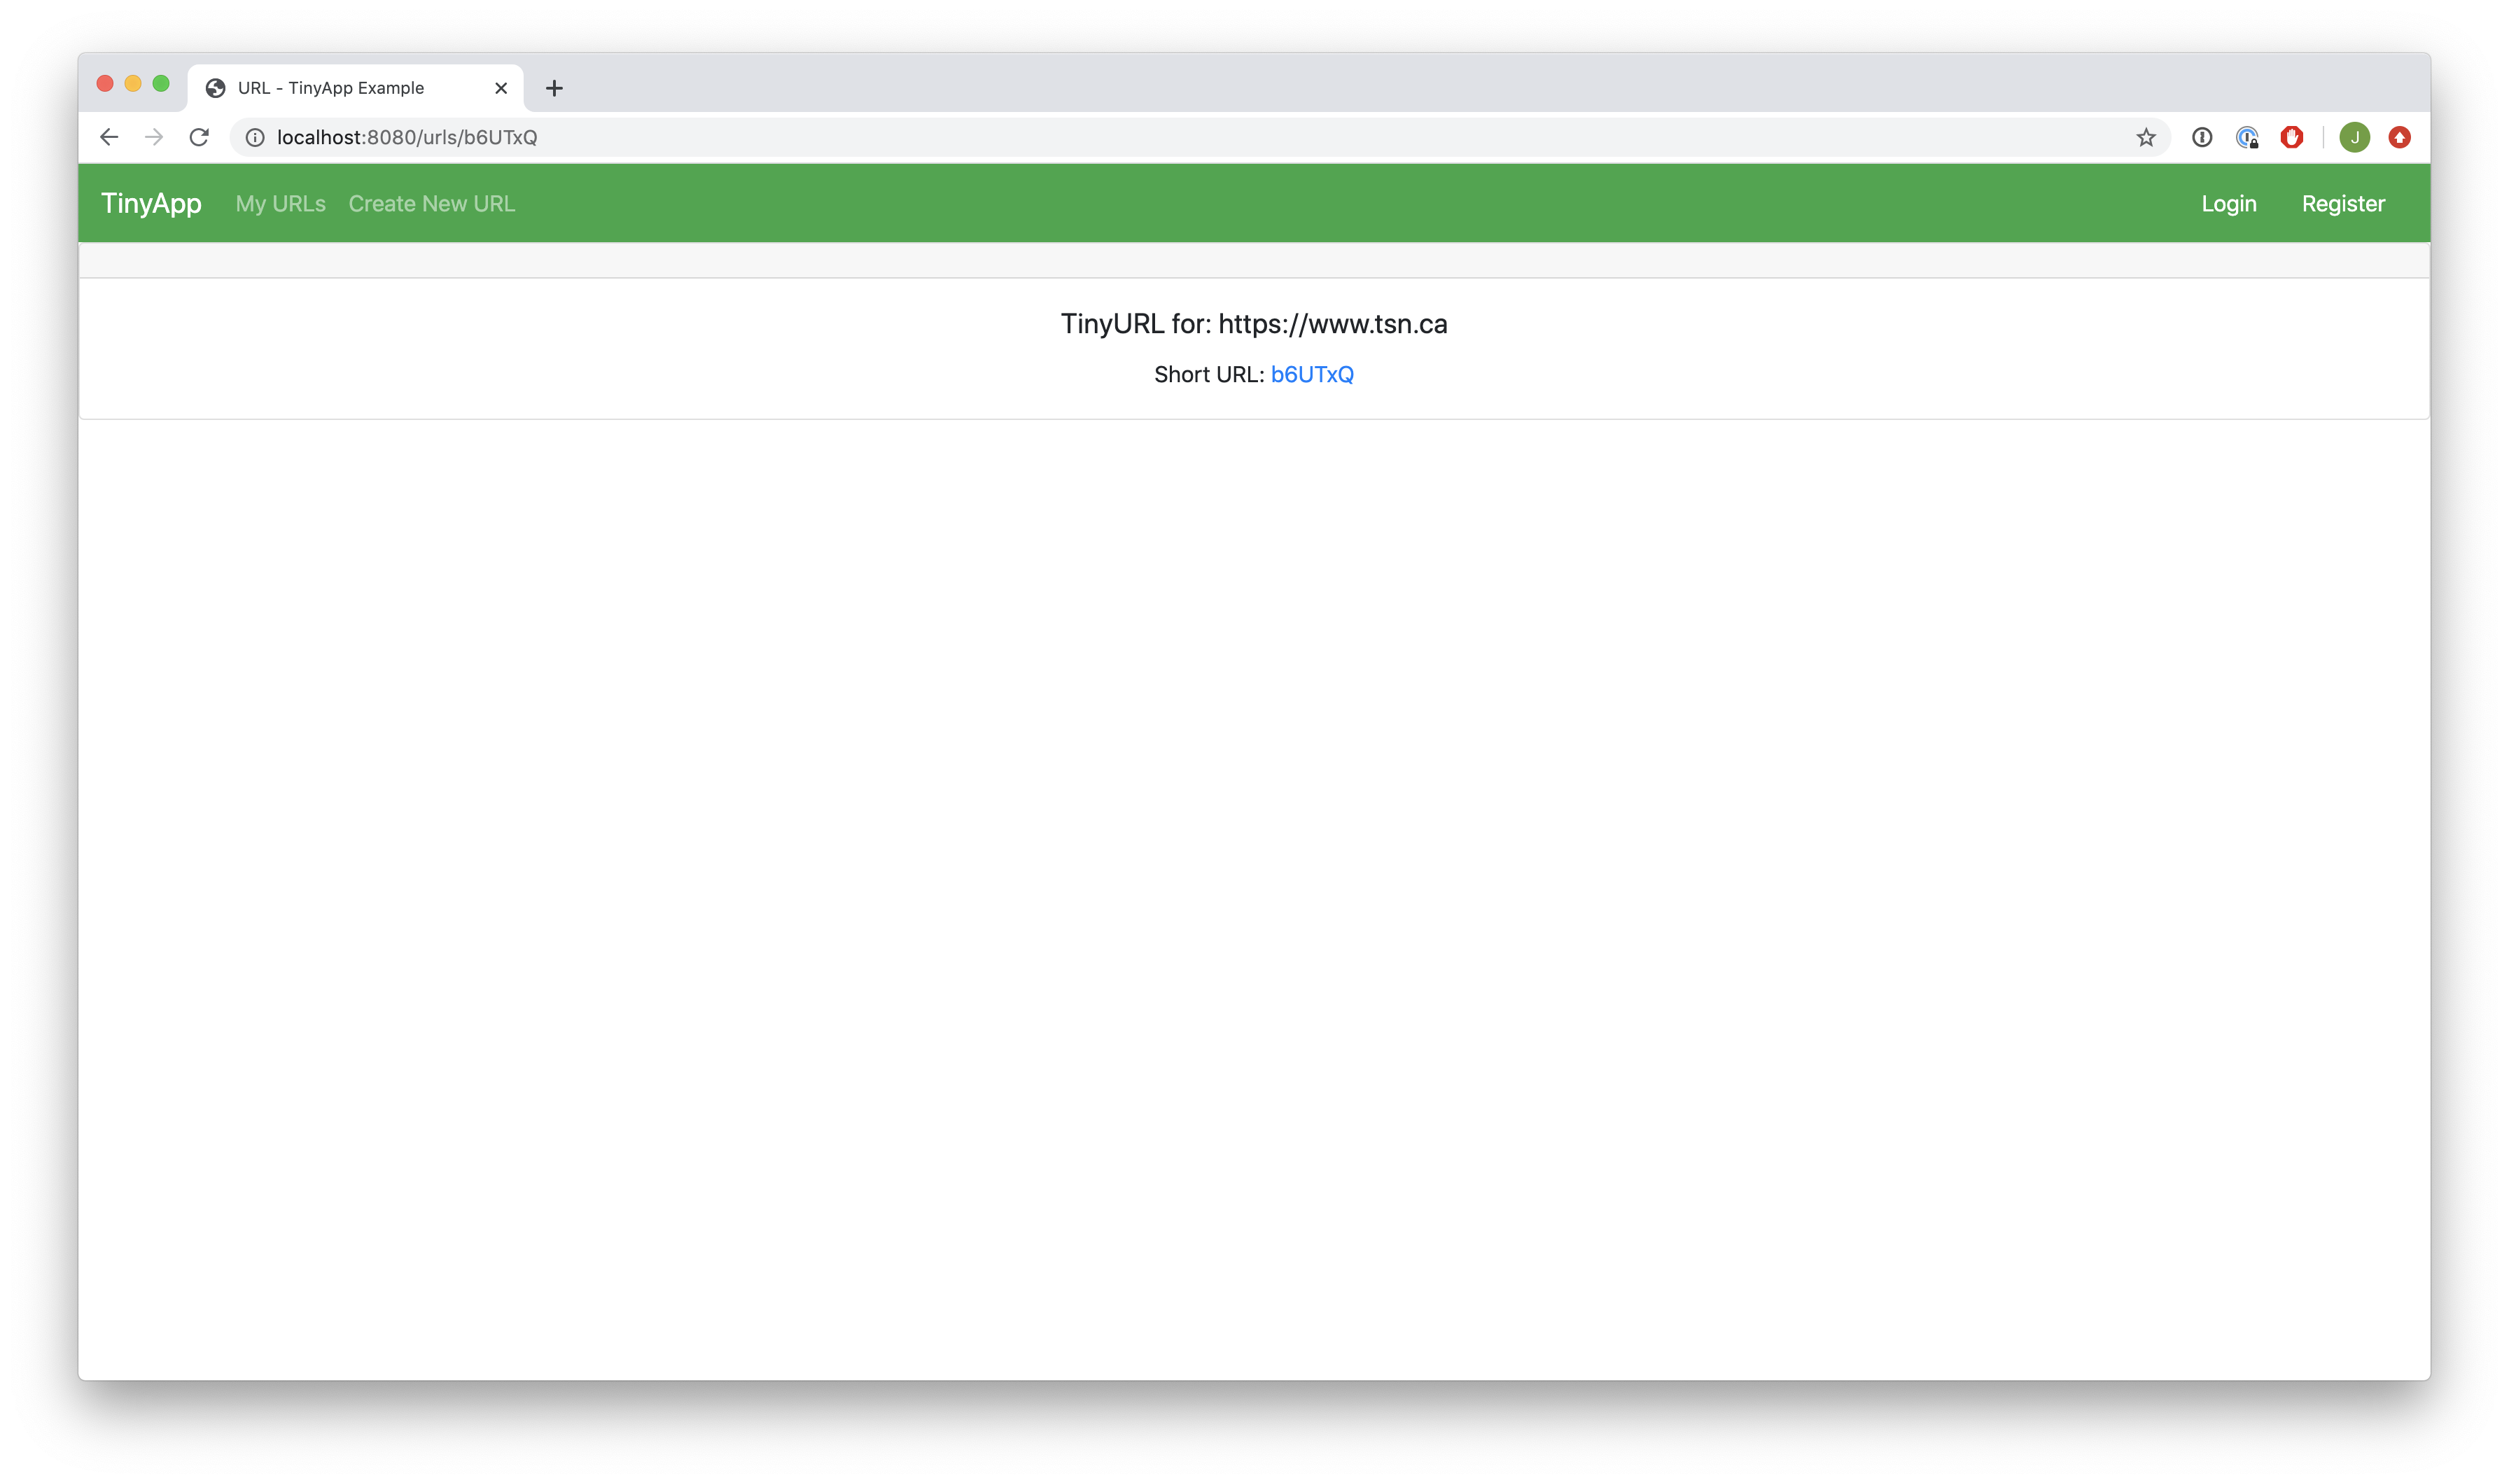 URL - TinyApp Example
localhost:8080/urls/b6UTxQ
J
TinyApp My URLs Create New URL Login Register
TinyURL for: https://www.tsn.ca
Short URL: b6UTxQ